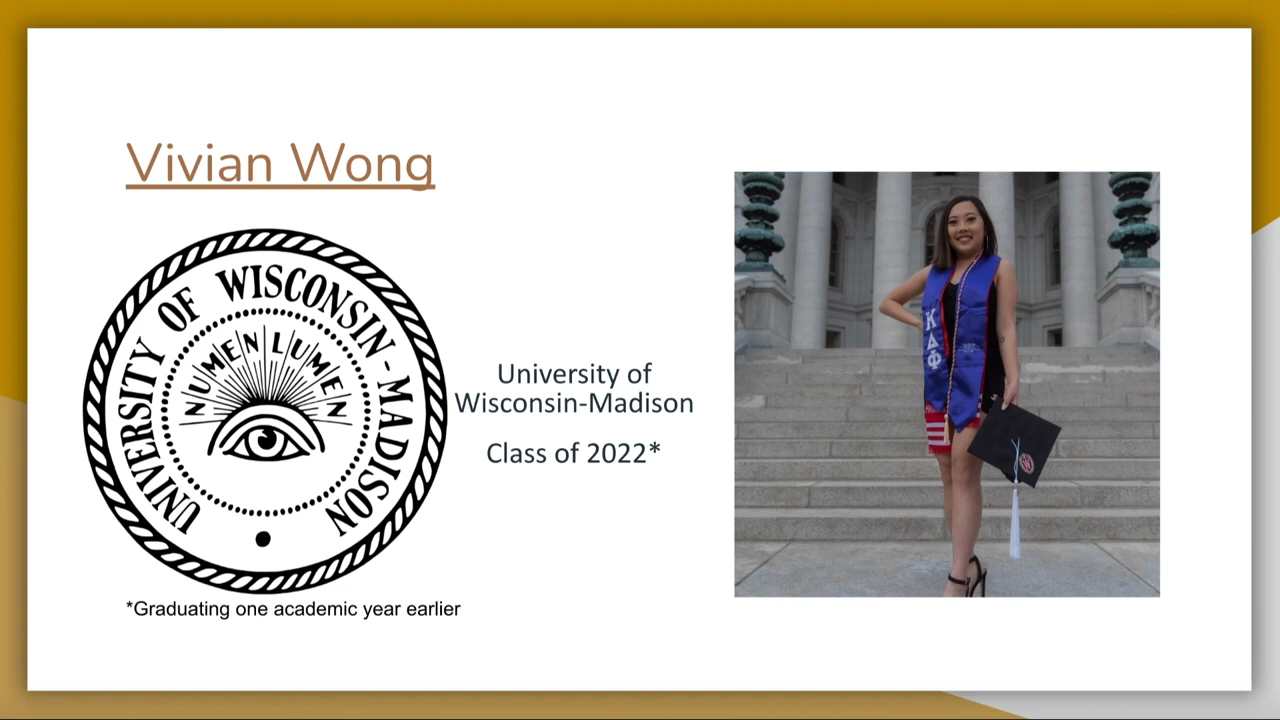 Vivian Wong
UNIVERSITY OF WISCONSIN-MADISON
NUMEN LUMEN
University of
Wisconsin-Madison
Class of 2022*
*Graduating one academic year earlier
ΚΔΦ
W